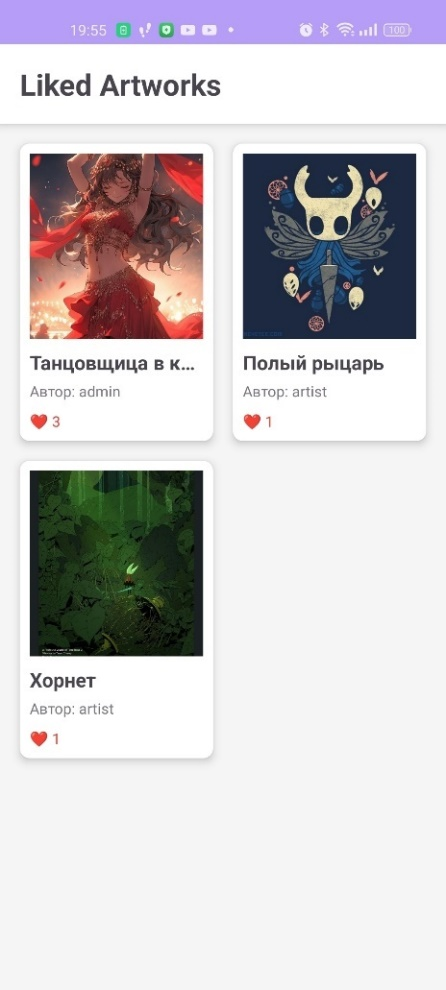 19:55
100
Liked Artworks
Танцовщица в к...
Автор: admin
❤️ 3
Полый рыцарь
Автор: artist
❤️ 1
Хорнет
Автор: artist
❤️ 1